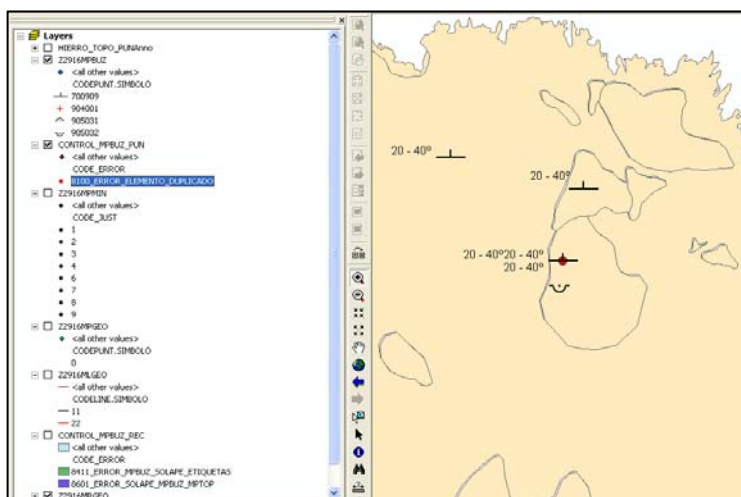 Layers
HIERRO_TOPO_PUNAnno
Z2916MPBUZ
<all other values>
CODEPUNT.SIMBOLO
700909
904001
905031
905032
CONTROL_MPBUZ_PUN
<all other values>
CODE_ERROR
8100_ERROR_ELEMENTO_DUPLICADO
Z2916MPMIN
<all other values>
CODE_JUST
1
2
3
4
6
7
8
9
Z2916MPGEO
<all other values>
CODEPUNT.SIMBOLO
0
Z2916MLGEO
<all other values>
CODELINE.SIMBOLO
11
22
CONTROL_MPBUZ_REC
<all other values>
CODE_ERROR
8411_ERROR_MPBUZ_SOLAPE_ETIQUETAS
8601_ERROR_SOLAPE_MPBUZ_MPTOP
20 - 40º
20 - 40º
20 - 40º20 - 40º
20 - 40º